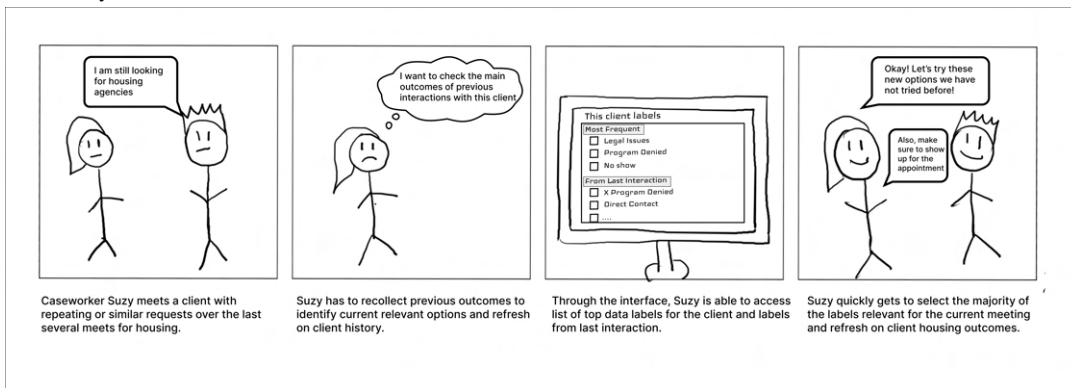 I am still looking
for housing
agencies
I want to check the main
outcomes of previous
interactions with this client
This client labels
Most Frequent
Legal Issues
Program Denied
No show
From Last Interaction
X Program Denied
Direct Contact
....
Okay! Let's try these
new options we have
not tried before!
Also, make
sure to show
up for the
appointment
Caseworker Suzy meets a client with
repeating or similar requests over the last
several meets for housing.
Suzy has to recollect previous outcomes to
identify current relevant options and refresh
on client history.
Through the interface, Suzy is able to access
list of top data labels for the client and labels
from last interaction.
Suzy quickly gets to select the majority of
the labels relevant for the current meeting
and refresh on client housing outcomes.